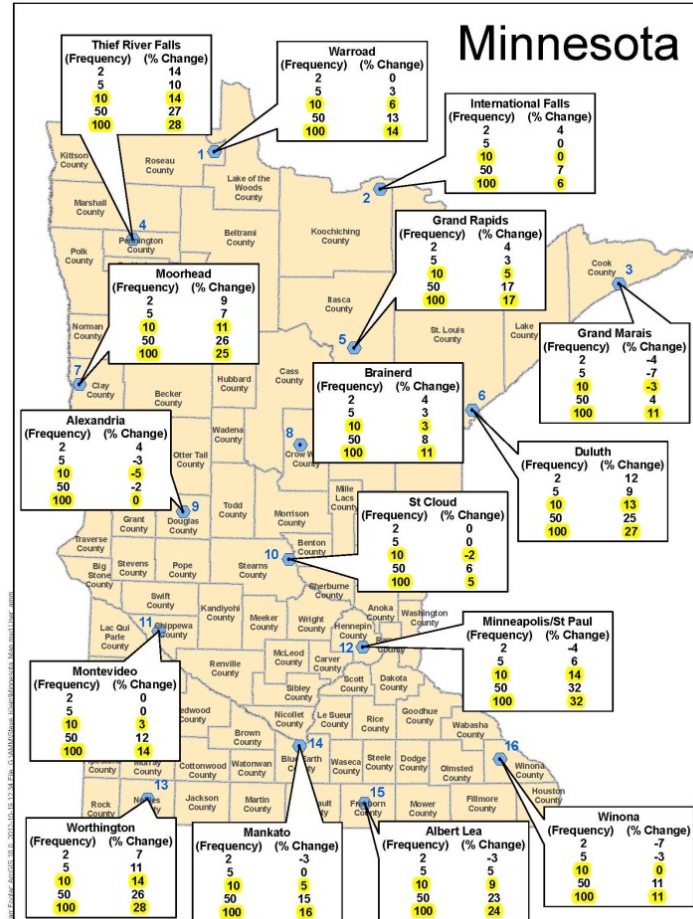 Minnesota
Thief River Falls
(Frequency) (% Change)
2 14
5 10
10 14
50 27
100 28
Warroad
(Frequency) (% Change)
2 0
5 3
10 6
50 13
100 14
International Falls
(Frequency) (% Change)
2 4
5 0
10 0
50 7
100 6
Kittson
County
Roseau
County
1
Lake of the
Woods
County
2
Marshall
County
4
Pennington
County
Beltrami
County
Koochiching
County
Polk
County
Grand Rapids
(Frequency) (% Change)
2 4
5 3
10 5
50 17
100 17
Cook
County
3
Moorhead
(Frequency) (% Change)
2 9
5 7
10 11
50 26
100 25
Itasca
County
5
St. Louis
County
Lake
County
Norman
County
Grand Marais
(Frequency) (% Change)
2 -4
5 -7
10 -3
50 4
100 11
7
Clay
County
Becker
County
Hubbard
County
Cass
County
Brainerd
(Frequency) (% Change)
2 4
5 3
10 3
50 8
100 11
6
Alexandria
(Frequency) (% Change)
2 4
5 -3
10 -5
50 -2
100 0
Wadena
County
Otter Tail
County
8
Crow W
County
Duluth
(Frequency) (% Change)
2 12
5 9
10 13
50 25
100 27
Mille
Lacs
County
9
Grant
County
Douglas
County
Todd
County
Morrison
County
St Cloud
(Frequency) (% Change)
2 0
5 0
10 -2
50 6
100 5
Traverse
County
Big
Stone
County
Stevens
County
Pope
County
Stearns
County
10
Benton
County
Sherburne
County
Swift
County
Kandiyohi
County
Meeker
County
Wright
County
Anoka
County
Washington
County
Hennepin
County
11
Chippewa
County
Lac Qui
Parle
County
12
Minneapolis/St Paul
(Frequency) (% Change)
2 -4
5 6
10 14
50 32
100 32
Renville
County
McLeod
County
Carver
County
Scott
County
Dakota
County
Montevideo
(Frequency) (% Change)
2 0
5 0
10 3
50 12
100 14
Sibley
County
Nicollet
County
Le Sueur
County
Rice
County
Goodhue
County
Wabasha
County
edwood
County
Brown
County
14
16
Murray
County
Cottonwood
County
Watonwan
County
Blue Earth
County
Waseca
County
Steele
County
Dodge
County
Olmsted
County
Winona
County
Houston
County
13
Rock
County
Nobles
County
Jackson
County
Martin
County
ault
County
15
Freeborn
County
Mower
County
Fillmore
County
Worthington
(Frequency) (% Change)
2 7
5 11
10 14
50 26
100 28
Mankato
(Frequency) (% Change)
2 -3
5 0
10 5
50 15
100 16
Albert Lea
(Frequency) (% Change)
2 -3
5 5
10 9
50 23
100 24
Winona
(Frequency) (% Change)
2 -7
5 -3
10 0
50 11
100 11